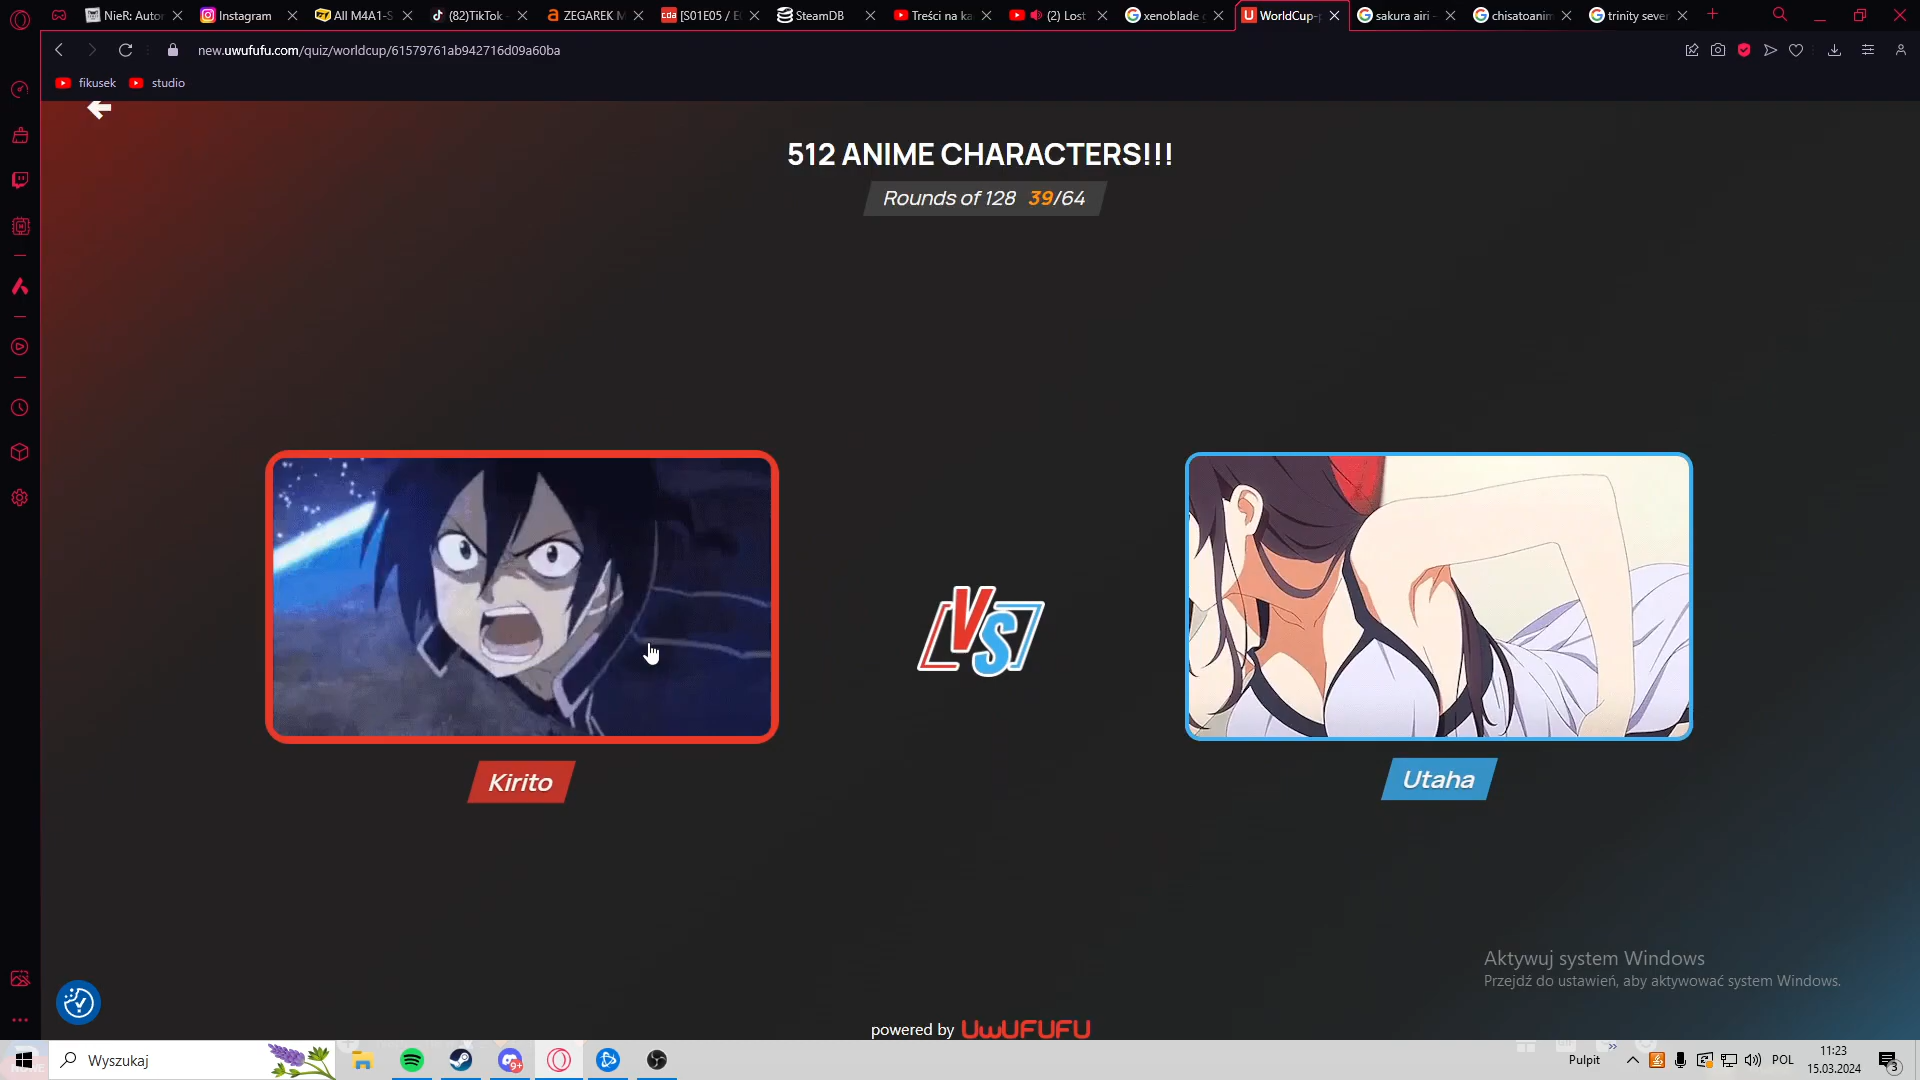 NieR: Autor
Instagram
All M4A1-S
(82)TikTok -
ZEGAREK M
[S01E05 / E
SteamDB
Treści na ka
(2) Lost
xenoblade
WorldCup-
sakura airi -
chisatoanim
trinity seve
new.uwufufu.com/quiz/worldcup/61579761ab942716d09a60ba
fikusek
studio
512 ANIME CHARACTERS!!!
Rounds of 128 39/64
VS
Kirito
Utaha
Aktywuj system Windows
Przejdź do ustawień, aby aktywować system Windows.
powered by UwUFUFU
Wyszukaj
9+
Pulpit
POL
11:23
15.03.2024
3